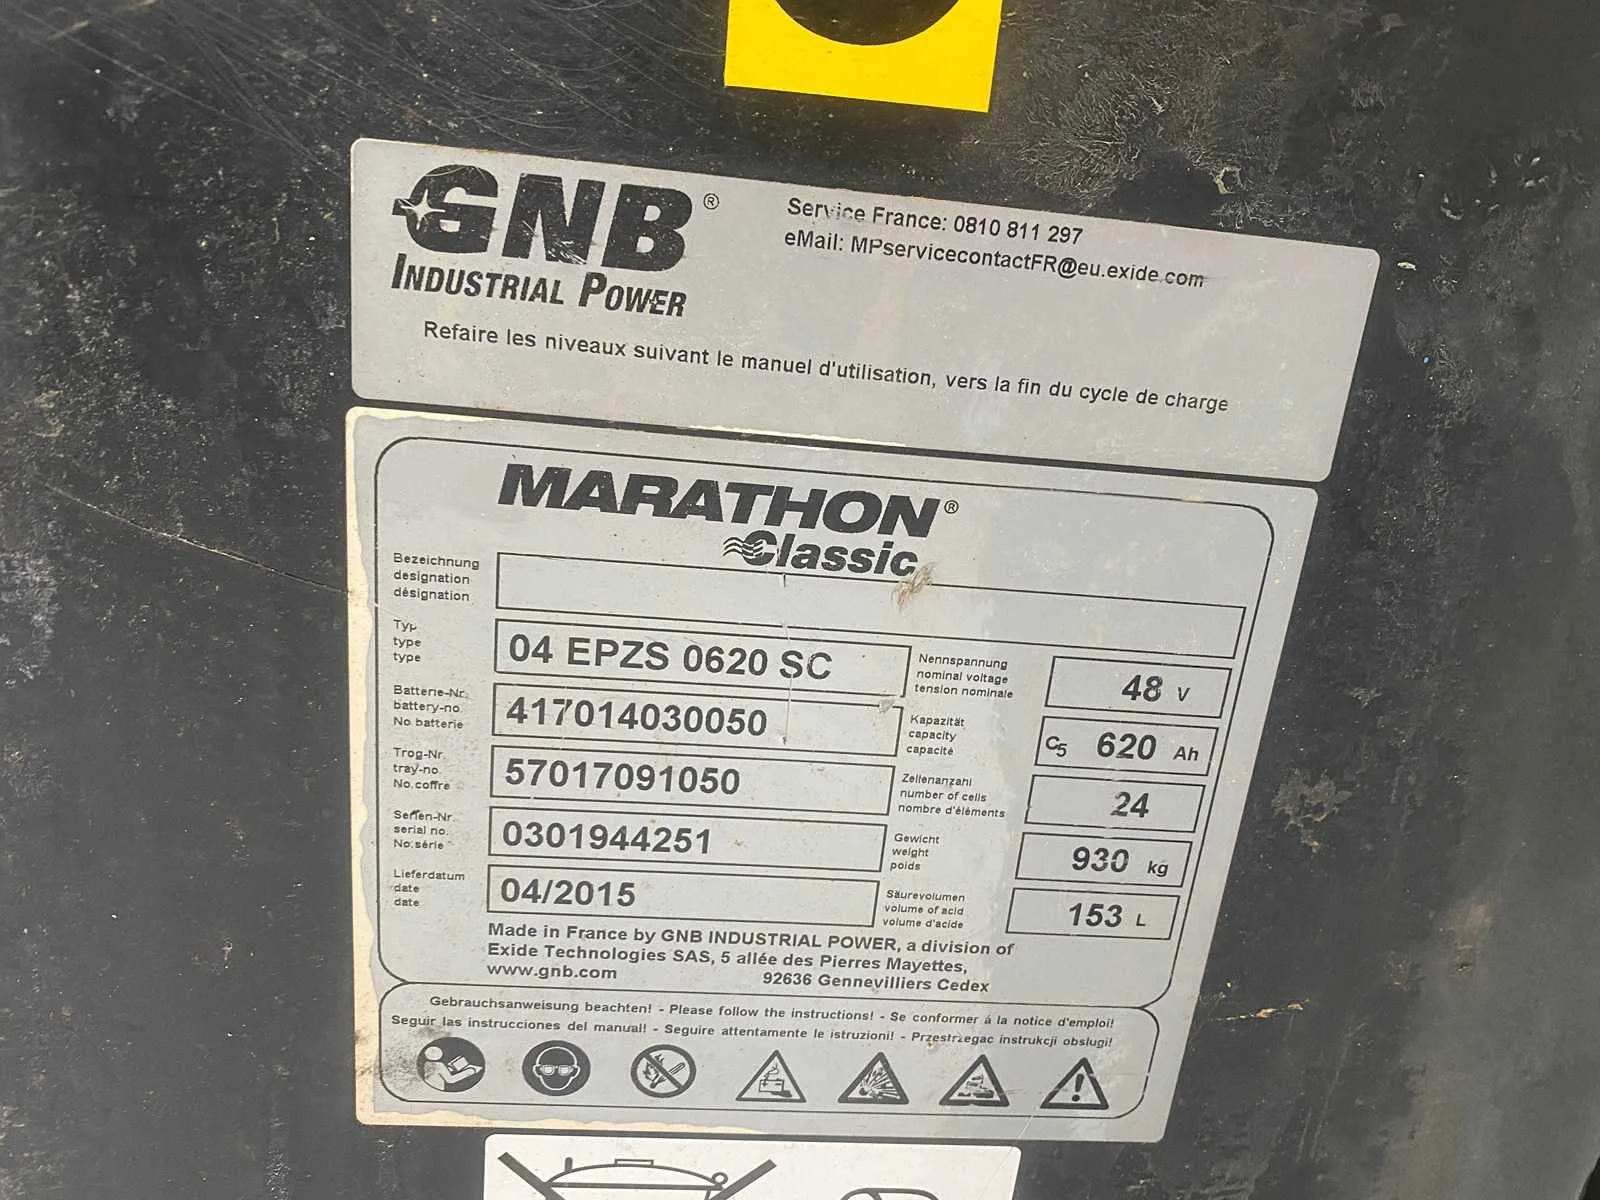 GNB®
INDUSTRIAL POWER
Service France: 0810 811 297
eMail: MPservicecontactFR@eu.exide.com
Refaire les niveaux suivant le manuel d'utilisation, vers la fin du cycle de charge
MARATHON®
Classic
Bezeichnung
designation
désignation
Typ
type
type
04 EPZS 0620 SC
Nennspannung
nominal voltage
tension nominale
48 V
Batterie-Nr.
battery-no.
No.batterie
417014030050
Kapazität
capacity
capacité
C5 620 Ah
Trog-Nr.
tray-no.
No.coffre
57017091050
Zellenanzahl
number of cells
nombre d'éléments
24
Serien-Nr.
serial no.
No.série
0301944251
Gewicht
weight
poids
930 kg
Lieferdatum
date
date
04/2015
Säurevolumen
volume of acid
volume d'acide
153 L
Made in France by GNB INDUSTRIAL POWER, a division of
Exide Technologies SAS, 5 allée des Pierres Mayettes,
www.gnb.com 92636 Gennevilliers Cedex
Gebrauchsanweisung beachten! - Please follow the instructions! - Se conformer à la notice d'emploi!
Seguir las instrucciones del manual! - Seguire attentamente le istruzioni! - Przestrzegac instrukcji obslugi!